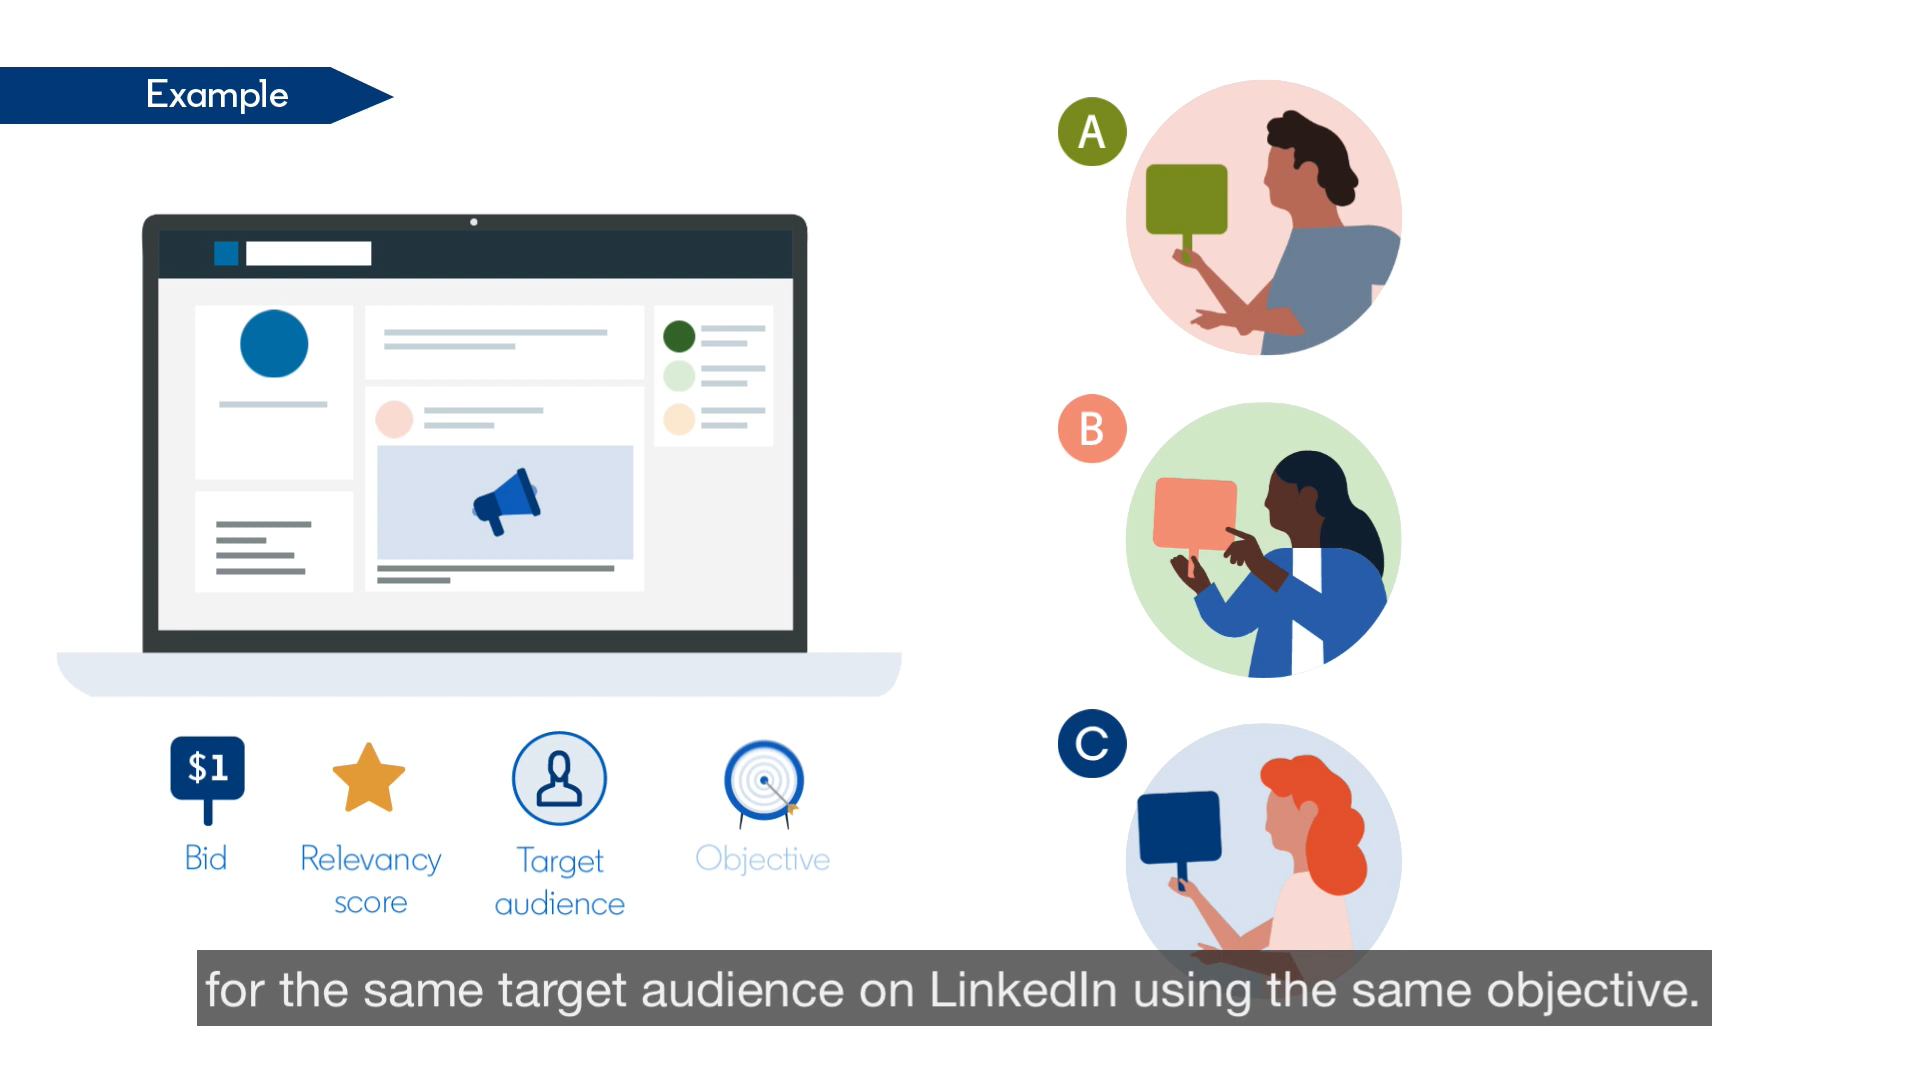 Example
A
B
C
$1
Bid
Relevancy
score
Target
audience
Objective
for the same target audience on LinkedIn using the same objective.